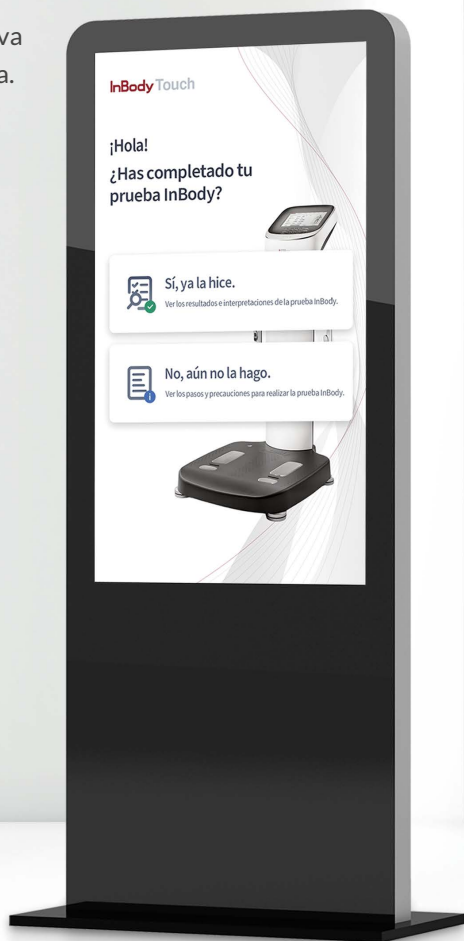 va
a.
InBody Touch
¡Hola!
¿Has completado tu
prueba InBody?
Sí, ya la hice.
Ver los resultados e interpretaciones de la prueba InBody.
No, aún no la hago.
Ver los pasos y precauciones para realizar la prueba InBody.